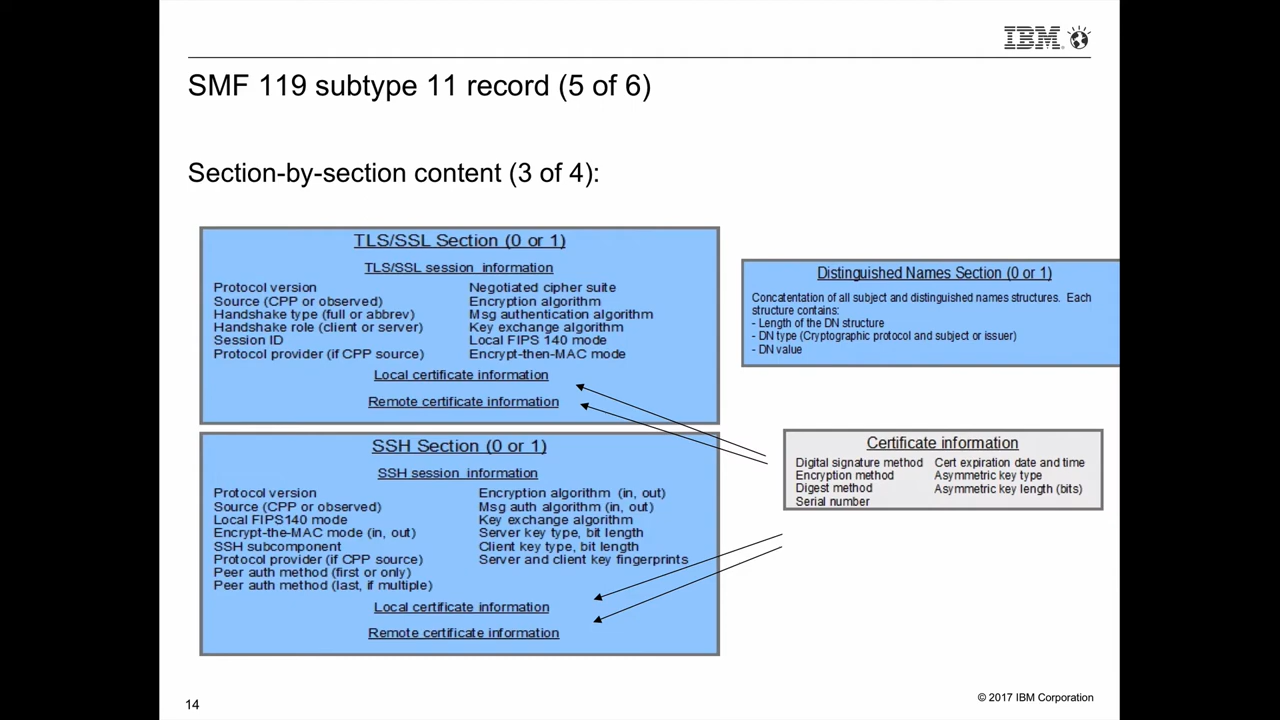 IBM
SMF 119 subtype 11 record (5 of 6)
Section-by-section content (3 of 4):
TLS/SSL Section (0 or 1)
TLS/SSL session information
Protocol version
Source (CPP or observed)
Handshake type (full or abbrev)
Handshake role (client or server)
Session ID
Protocol provider (if CPP source)
Negotiated cipher suite
Encryption algorithm
Msg authentication algorithm
Key exchange algorithm
Local FIPS 140 mode
Encrypt-then-MAC mode
Local certificate information
Remote certificate information
Distinguished Names Section (0 or 1)
Concatentation of all subject and distinguished names structures. Each
structure contains:
- Length of the DN structure
- DN type (Cryptographic protocol and subject or issuer)
- DN value
SSH Section (0 or 1)
SSH session information
Protocol version
Source (CPP or observed)
Local FIPS140 mode
Encrypt-the-MAC mode (in, out)
SSH subcomponent
Protocol provider (if CPP source)
Peer auth method (first or only)
Peer auth method (last, if multiple)
Encryption algorithm (in, out)
Msg auth algorithm (in, out)
Key exchange algorithm
Server key type, bit length
Client key type, bit length
Server and client key fingerprints
Local certificate information
Remote certificate information
Certificate information
Digital signature method
Encryption method
Digest method
Serial number
Cert expiration date and time
Asymmetric key type
Asymmetric key length (bits)
14
© 2017 IBM Corporation